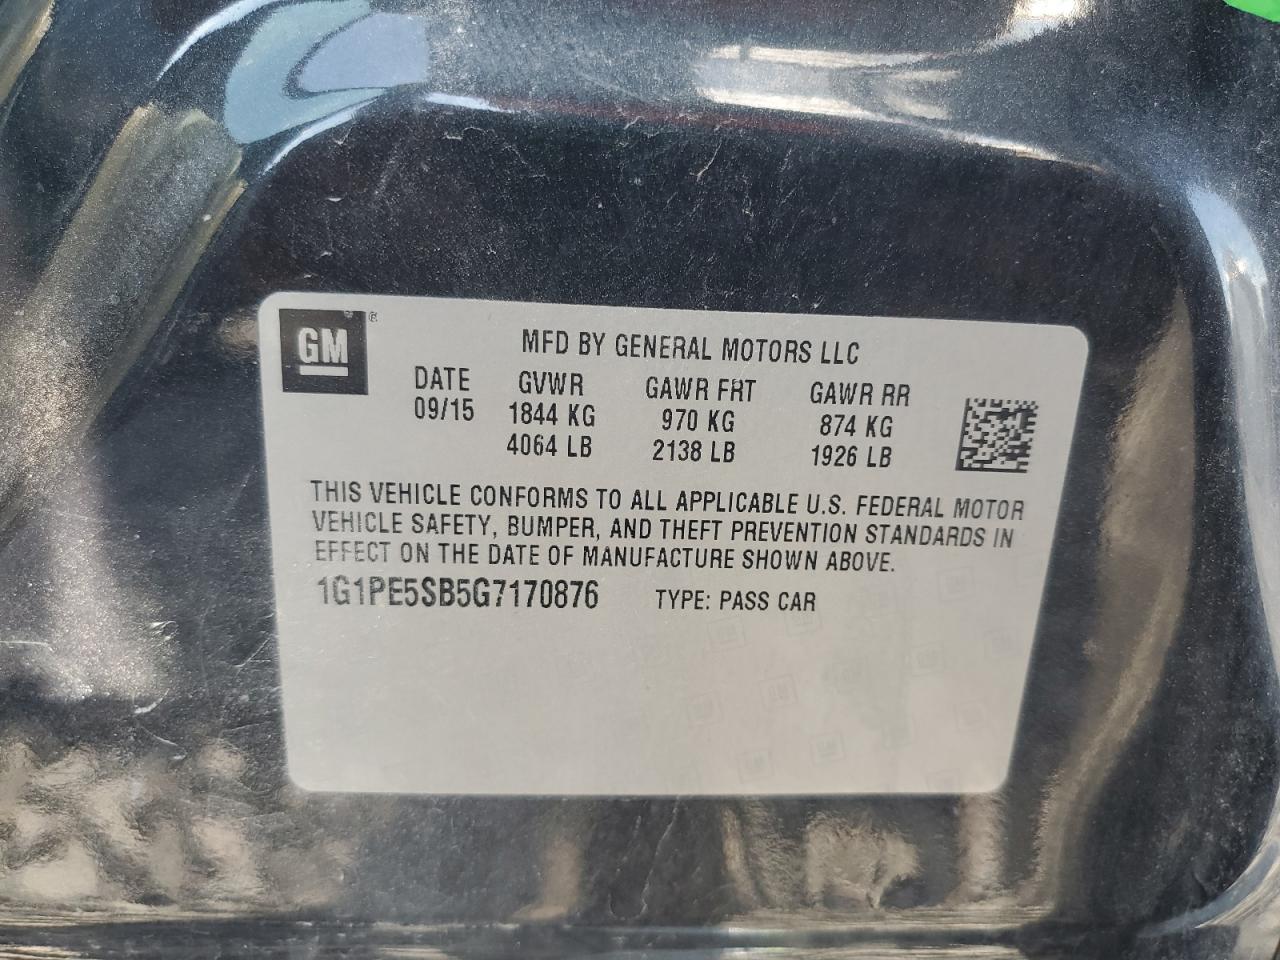 GM®
MFD BY GENERAL MOTORS LLC
DATE GVWR GAWR FRT GAWR RR
09/15 1844 KG 970 KG 874 KG
4064 LB 2138 LB 1926 LB
THIS VEHICLE CONFORMS TO ALL APPLICABLE U.S. FEDERAL MOTOR
VEHICLE SAFETY, BUMPER, AND THEFT PREVENTION STANDARDS IN
EFFECT ON THE DATE OF MANUFACTURE SHOWN ABOVE.
1G1PE5SB5G7170876 TYPE: PASS CAR